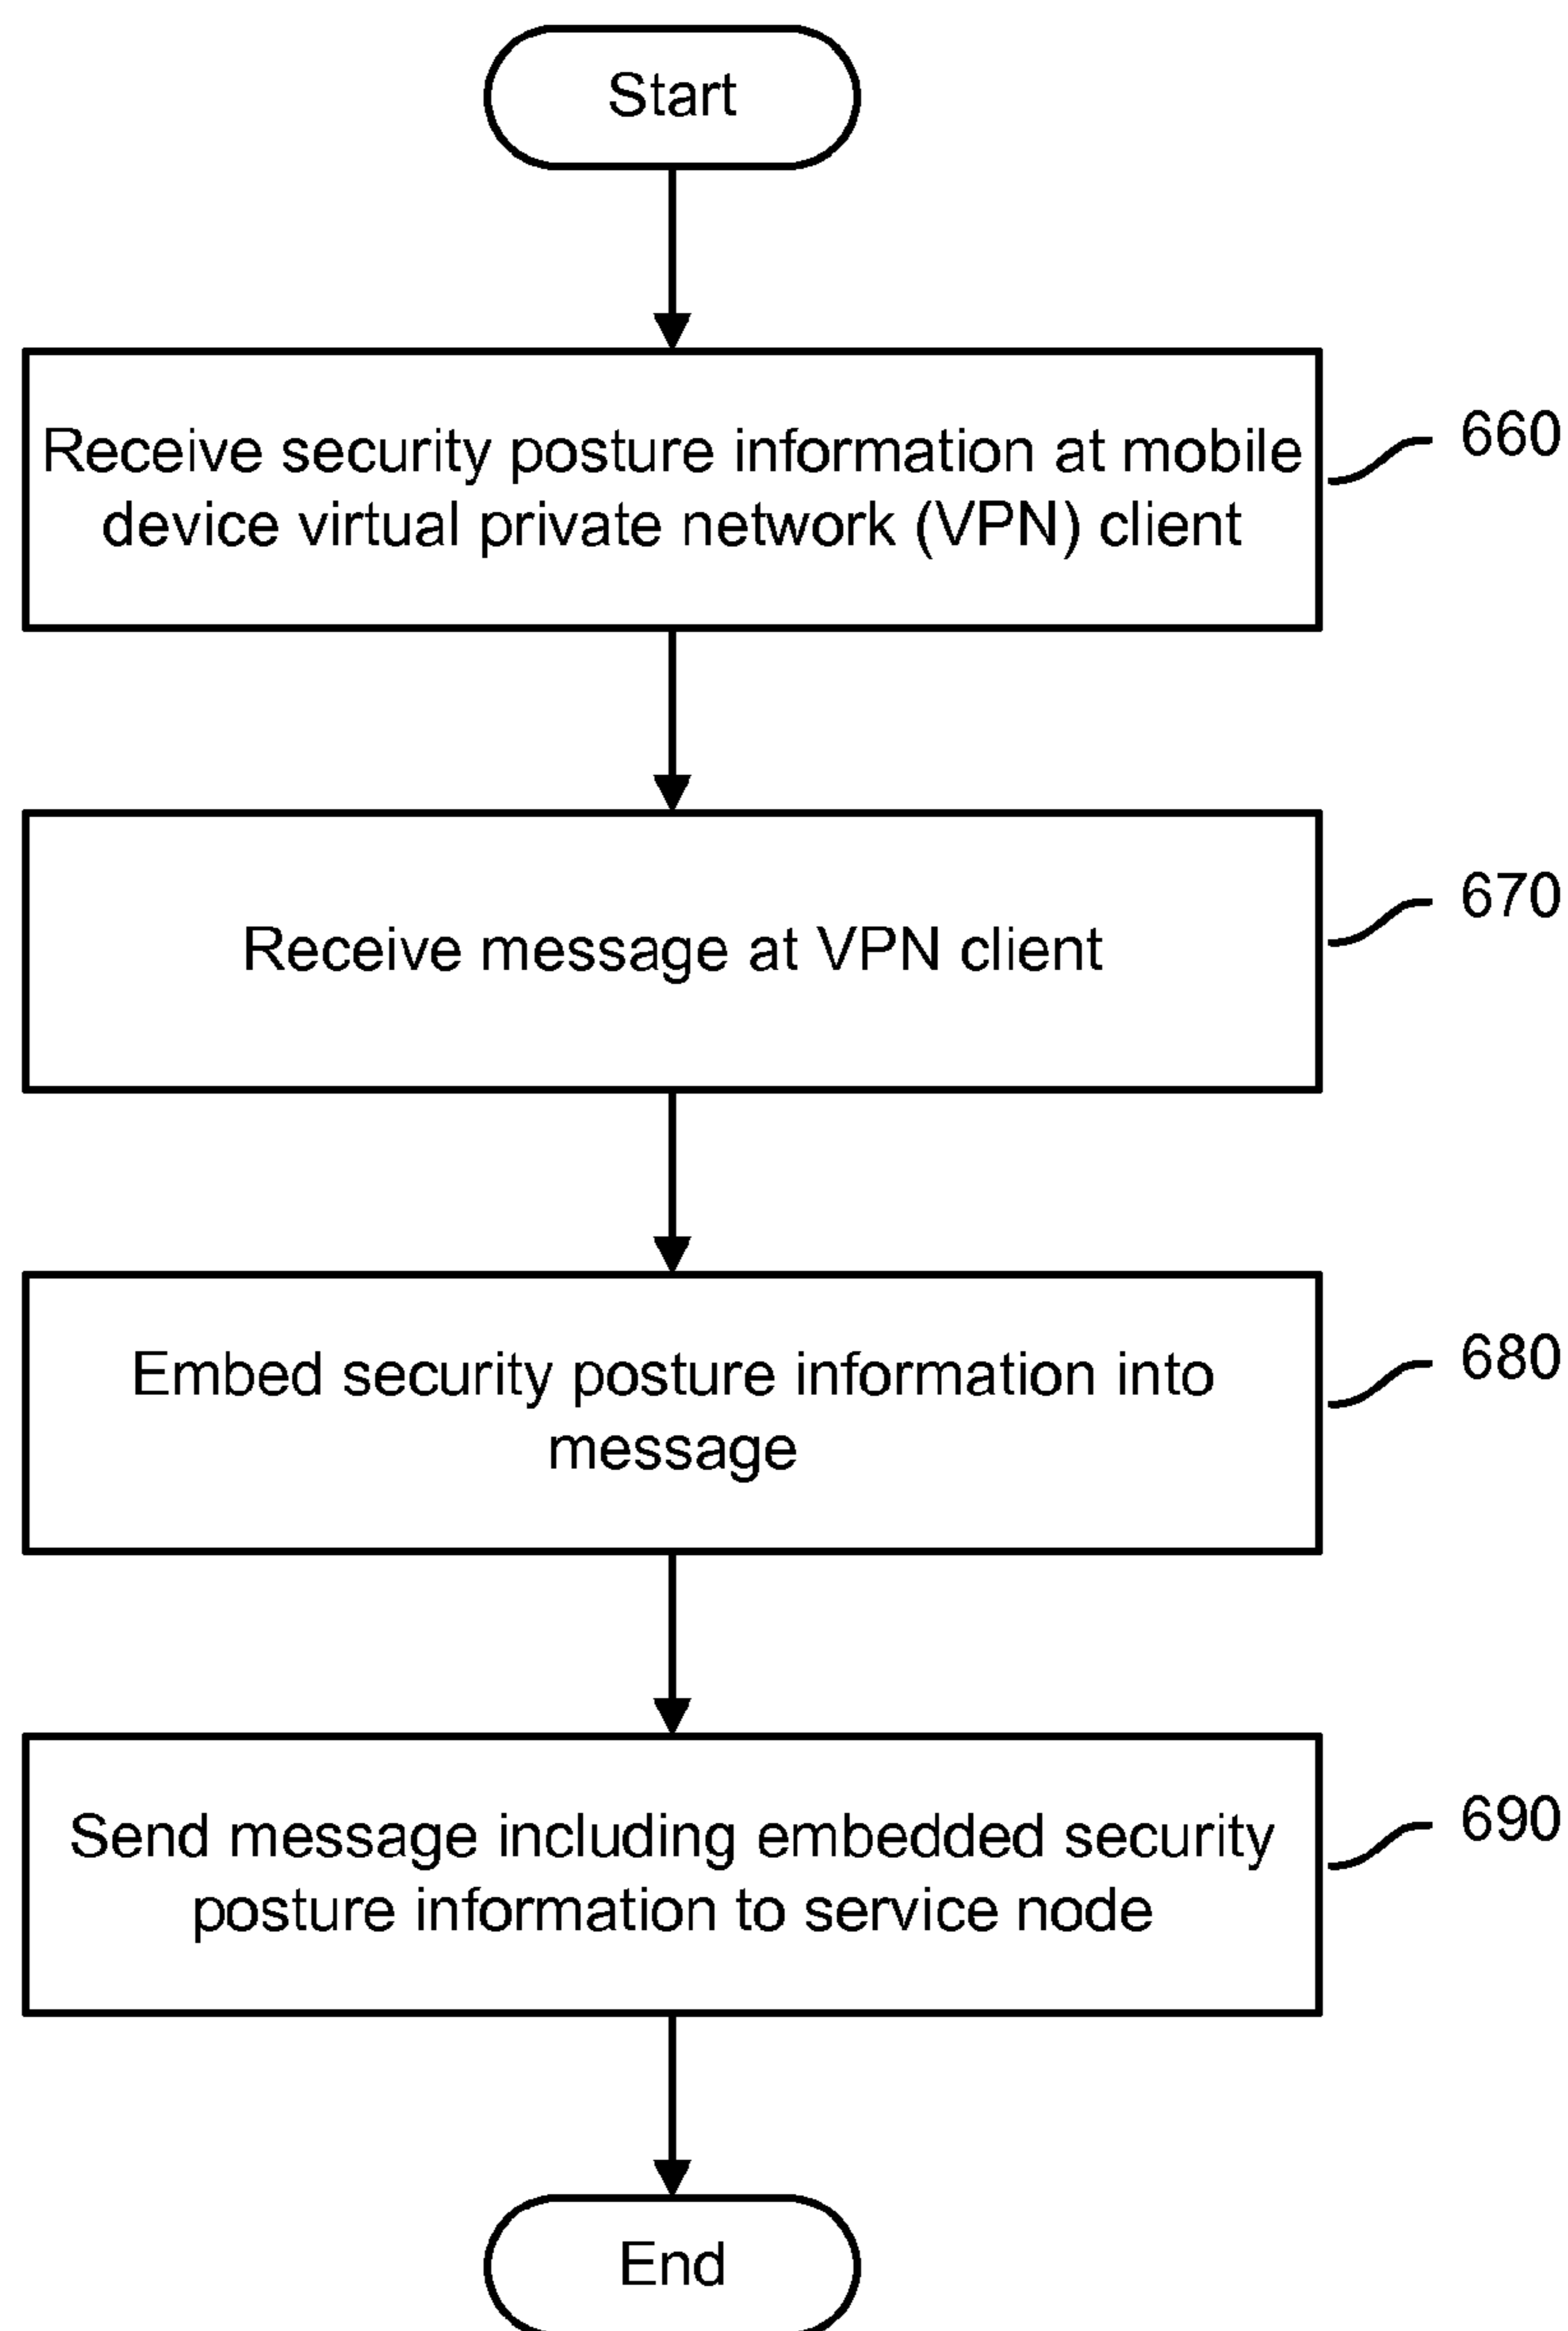 Start
Receive security posture information at mobile
device virtual private network (VPN) client
660
Receive message at VPN client
670
Embed security posture information into
message
680
Send message including embedded security
posture information to service node
690
End